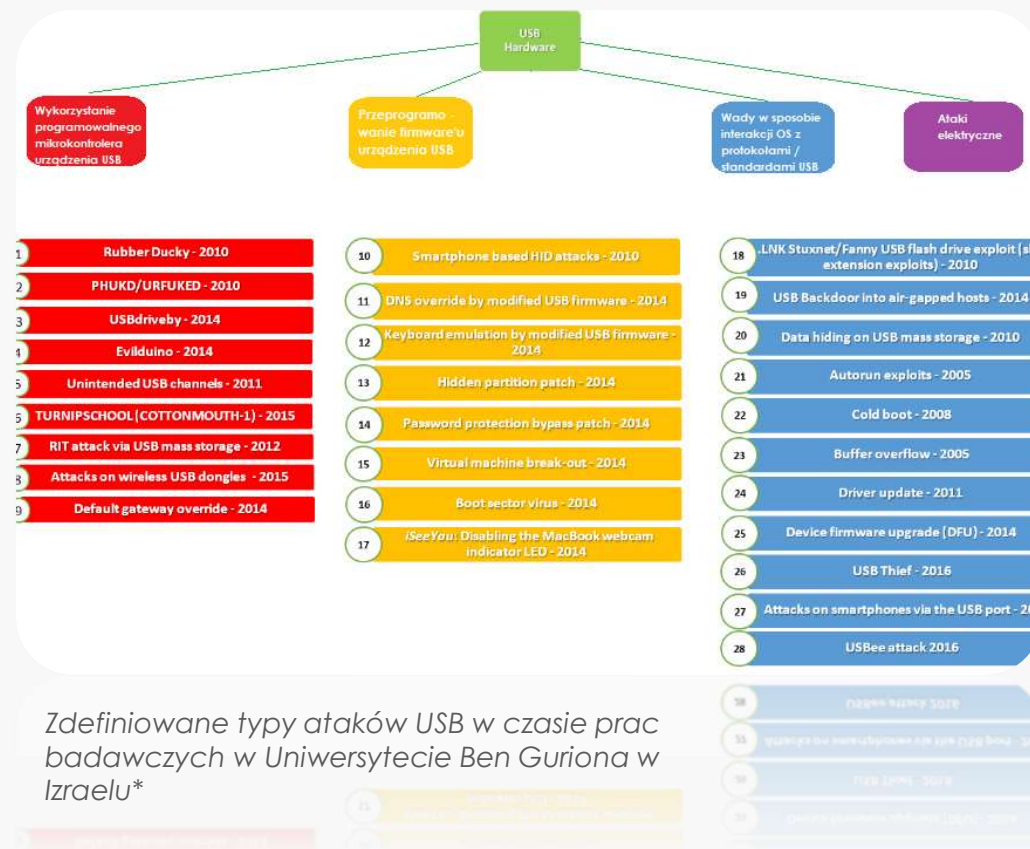 USB
Hardware
Wykorzystanie
programowalnego
mikrokontrolera
urządzenia USB
Przeprogramo -
wanie firmware'u
urządzenia USB
Wady w sposobie
interakcji OS z
protokołami /
standardami USB
Ataki
elektryczne
1 Rubber Ducky - 2010
2 PHUKD/URFUKED - 2010
3 USBdriveby - 2014
4 Evilduino - 2014
5 Unintended USB channels - 2011
6 TURNIPSCHOOL (COTTONMOUTH-1) - 2015
7 RIT attack via USB mass storage - 2012
8 Attacks on wireless USB dongles - 2015
9 Default gateway override - 2014
10 Smartphone based HID attacks - 2010
11 DNS override by modified USB firmware - 2014
12 Keyboard emulation by modified USB firmware -
2014
13 Hidden partition patch - 2014
14 Password protection bypass patch - 2014
15 Virtual machine break-out - 2014
16 Boot sector virus - 2014
17 iSeeYou: Disabling the MacBook webcam
indicator LED - 2014
18 .LNK Stuxnet/Fanny USB flash drive exploit
extension exploits) - 2010
19 USB Backdoor into air-gapped hosts - 2014
20 Data hiding on USB mass storage - 2010
21 Autorun exploits - 2005
22 Cold boot - 2008
23 Buffer overflow - 2005
24 Driver update - 2011
25 Device firmware upgrade (DFU) - 2014
26 USB Thief - 2016
27 Attacks on smartphones via the USB port -
28 USBee attack 2016
Zdefiniowane typy ataków USB w czasie prac
badawczych w Uniwersytecie Ben Guriona w
Izraelu*